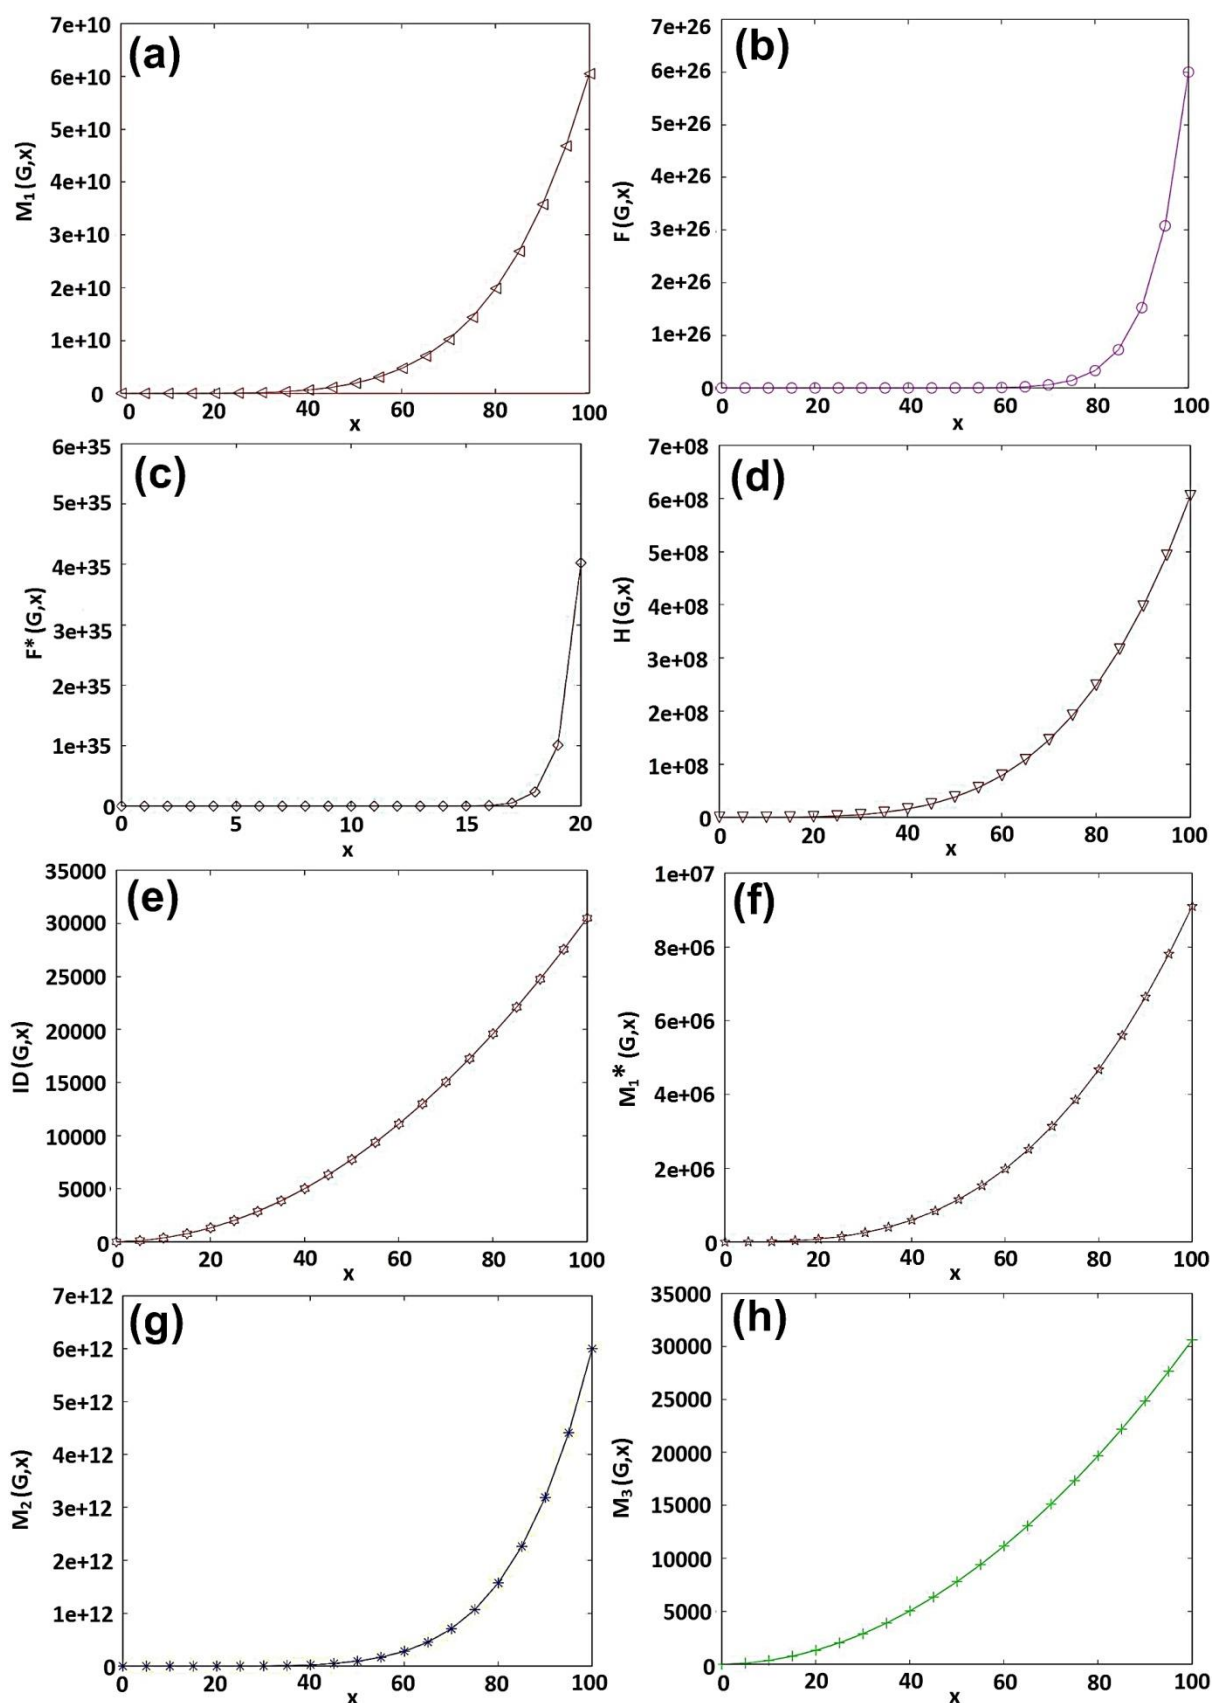 (a)
M₁(G,x)
7e+10
6e+10
5e+10
4e+10
3e+10
2e+10
1e+10
0
0 20 40 60 80 100
x
(b)
F(G,x)
7e+26
6e+26
5e+26
4e+26
3e+26
2e+26
1e+26
0
0 20 40 60 80 100
x
(c)
F*(G,x)
6e+35
5e+35
4e+35
3e+35
2e+35
1e+35
0
0 5 10 15 20
x
(d)
H(G,x)
7e+08
6e+08
5e+08
4e+08
3e+08
2e+08
1e+08
0
0 20 40 60 80 100
x
(e)
ID(G,x)
35000
30000
25000
20000
15000
10000
5000
0
0 20 40 60 80 100
x
(f)
M₁*(G,x)
1e+07
8e+06
6e+06
4e+06
2e+06
0
0 20 40 60 80 100
x
(g)
M₂(G,x)
7e+12
6e+12
5e+12
4e+12
3e+12
2e+12
1e+12
0
0 20 40 60 80 100
x
(h)
M₃(G,x)
35000
30000
25000
20000
15000
10000
5000
0
0 20 40 60 80 100
x